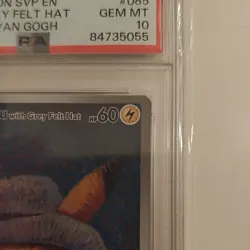 ON SVP EN #085
Y FELT HAT GEM MT
VAN GOGH 10
84735055
with Grey Felt Hat HP60